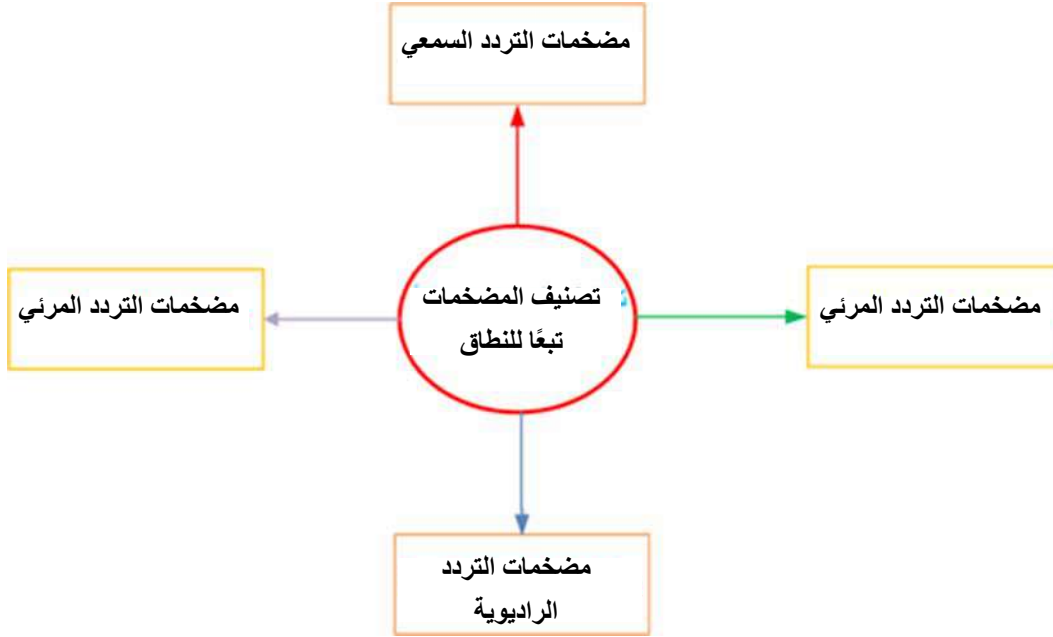 مضخمات التردد السمعي
تصنيف المضخمات
تبعًا للنطاق
مضخمات التردد المرئي
مضخمات التردد المرئي
مضخمات التردد
الراديوية